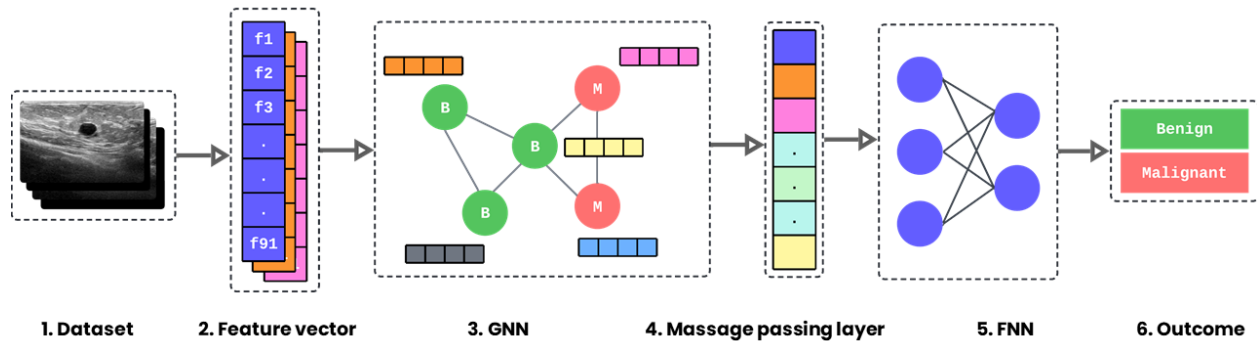 f1
f2
f3
.
.
.
f91
B
B
B
M
M
.
.
.
Benign
Malignant
1. Dataset
2. Feature vector
3. GNN
4. Massage passing layer
5. FNN
6. Outcome